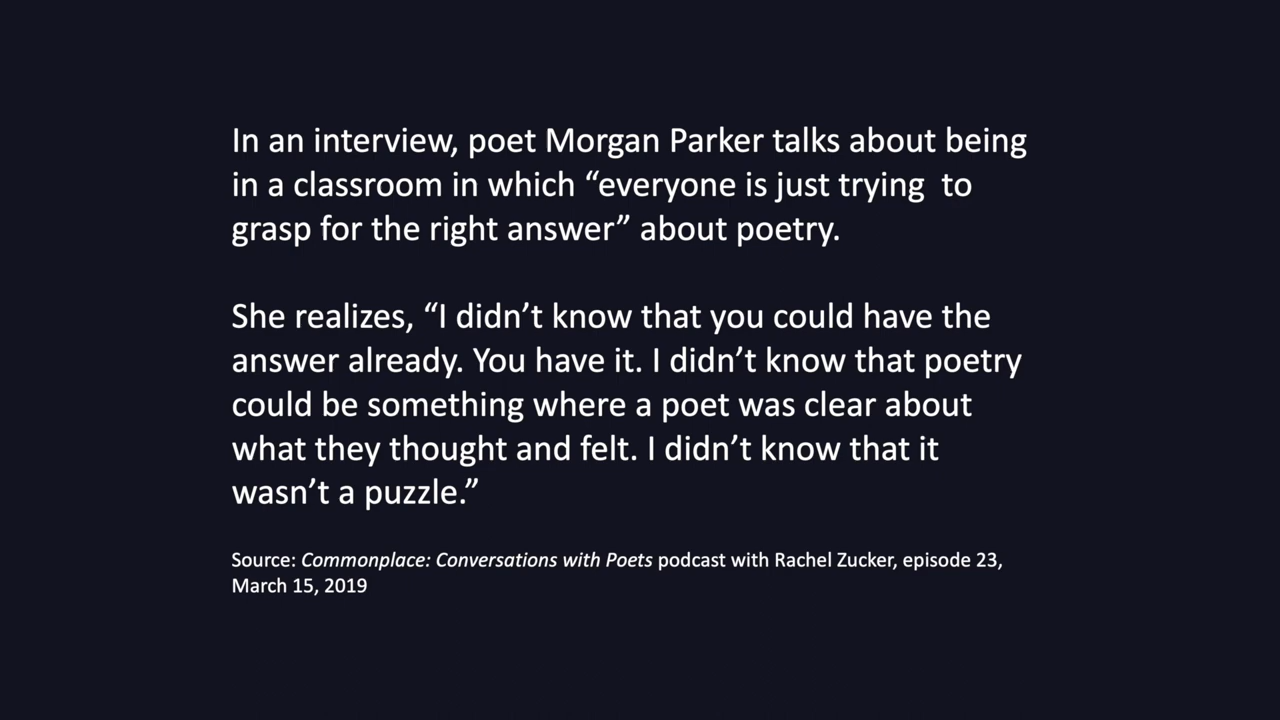 In an interview, poet Morgan Parker talks about being
in a classroom in which “everyone is just trying  to
grasp for the right answer” about poetry.
She realizes, “I didn’t know that you could have the
answer already. You have it. I didn’t know that poetry
could be something where a poet was clear about
what they thought and felt. I didn’t know that it
wasn’t a puzzle.”
Source: Commonplace: Conversations with Poets podcast with Rachel Zucker, episode 23,
March 15, 2019